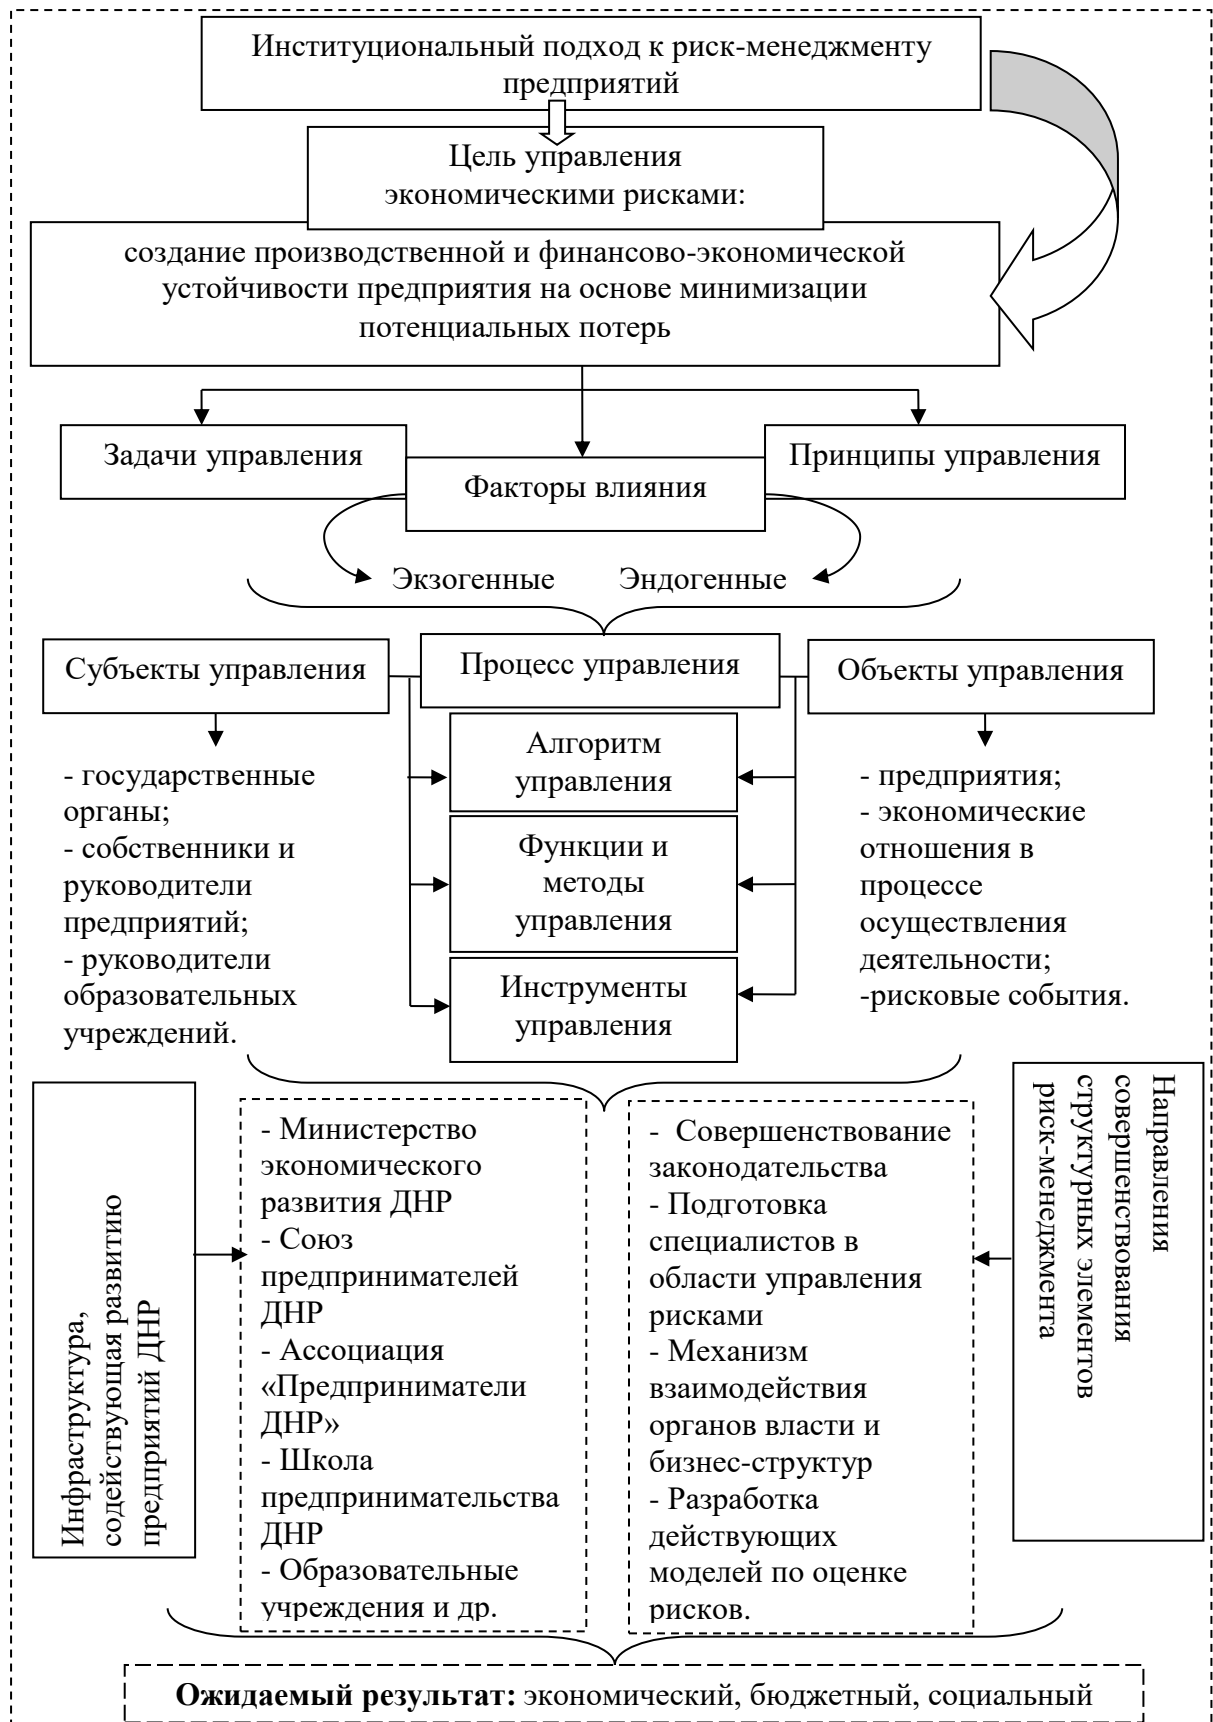 Институциональный подход к риск-менеджменту
предприятий
Цель управления
экономическими рисками:
создание производственной и финансово-экономической
устойчивости предприятия на основе минимизации
потенциальных потерь
Задачи управления
Факторы влияния
Принципы управления
Экзогенные
Эндогенные
Субъекты управления
Процесс управления
Объекты управления
- государственные
органы;
- собственники и
руководители
предприятий;
- руководители
образовательных
учреждений.
Алгоритм
управления
Функции и
методы
управления
Инструменты
управления
- предприятия;
- экономические
отношения в
процессе
осуществления
деятельности;
-рисковые события.
Инфраструктура,
содействующая развитию
предприятий ДНР
- Министерство
экономического
развития ДНР
- Союз
предпринимателей
ДНР
- Ассоциация
«Предприниматели
ДНР»
- Школа
предпринимательства
ДНР
- Образовательные
учреждения и др.
- Совершенствование
законодательства
- Подготовка
специалистов в
области управления
рисками
- Механизм
взаимодействия
органов власти и
бизнес-структур
- Разработка
действующих
моделей по оценке
рисков.
Направления
совершенствования
структурных элементов
риск-менеджмента
Ожидаемый результат: экономический, бюджетный, социальный